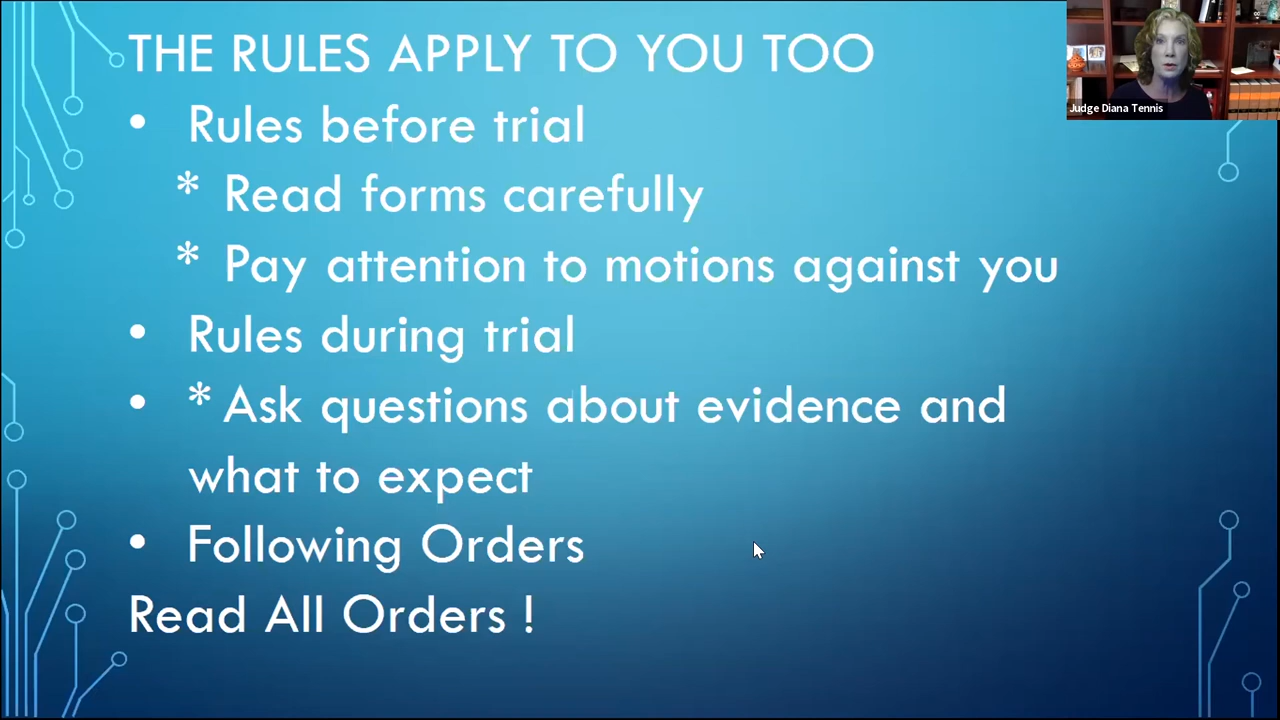 THE RULES APPLY TO YOU TOO
• Rules before trial
* Read forms carefully
* Pay attention to motions against you
• Rules during trial
• * Ask questions about evidence and
what to expect
• Following Orders
Read All Orders !
Judge Diana Tennis